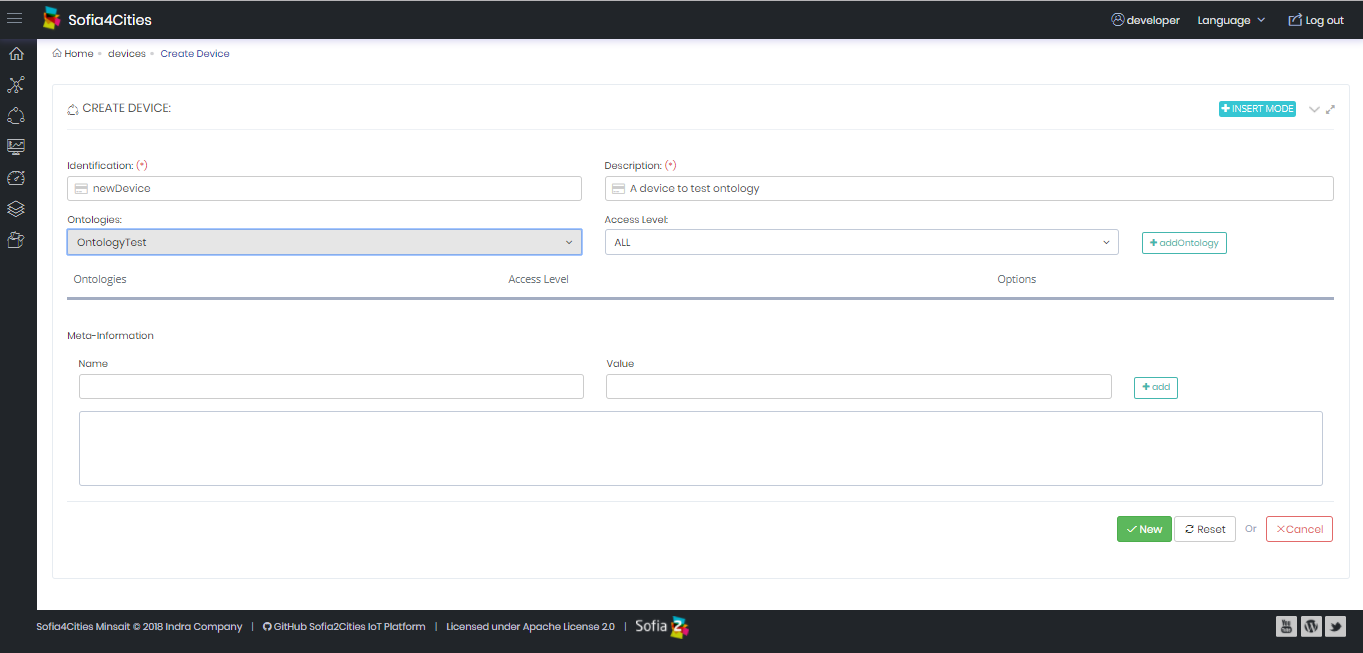 Sofia4Cities developer Language Log out
Home devices Create Device
CREATE DEVICE: INSERT MODE
Identification: (*) Description: (*)
newDevice A device to test ontology
Ontologies: Access Level:
OntologyTest ALL addOntology
Ontologies Access Level Options
Meta-Information
Name Value
add
New Reset Or Cancel
Sofia4Cities Minsait © 2018 Indra Company | GitHub Sofia2Cities IoT Platform | Licensed under Apache License 2.0 | Sofia 2 You Tube